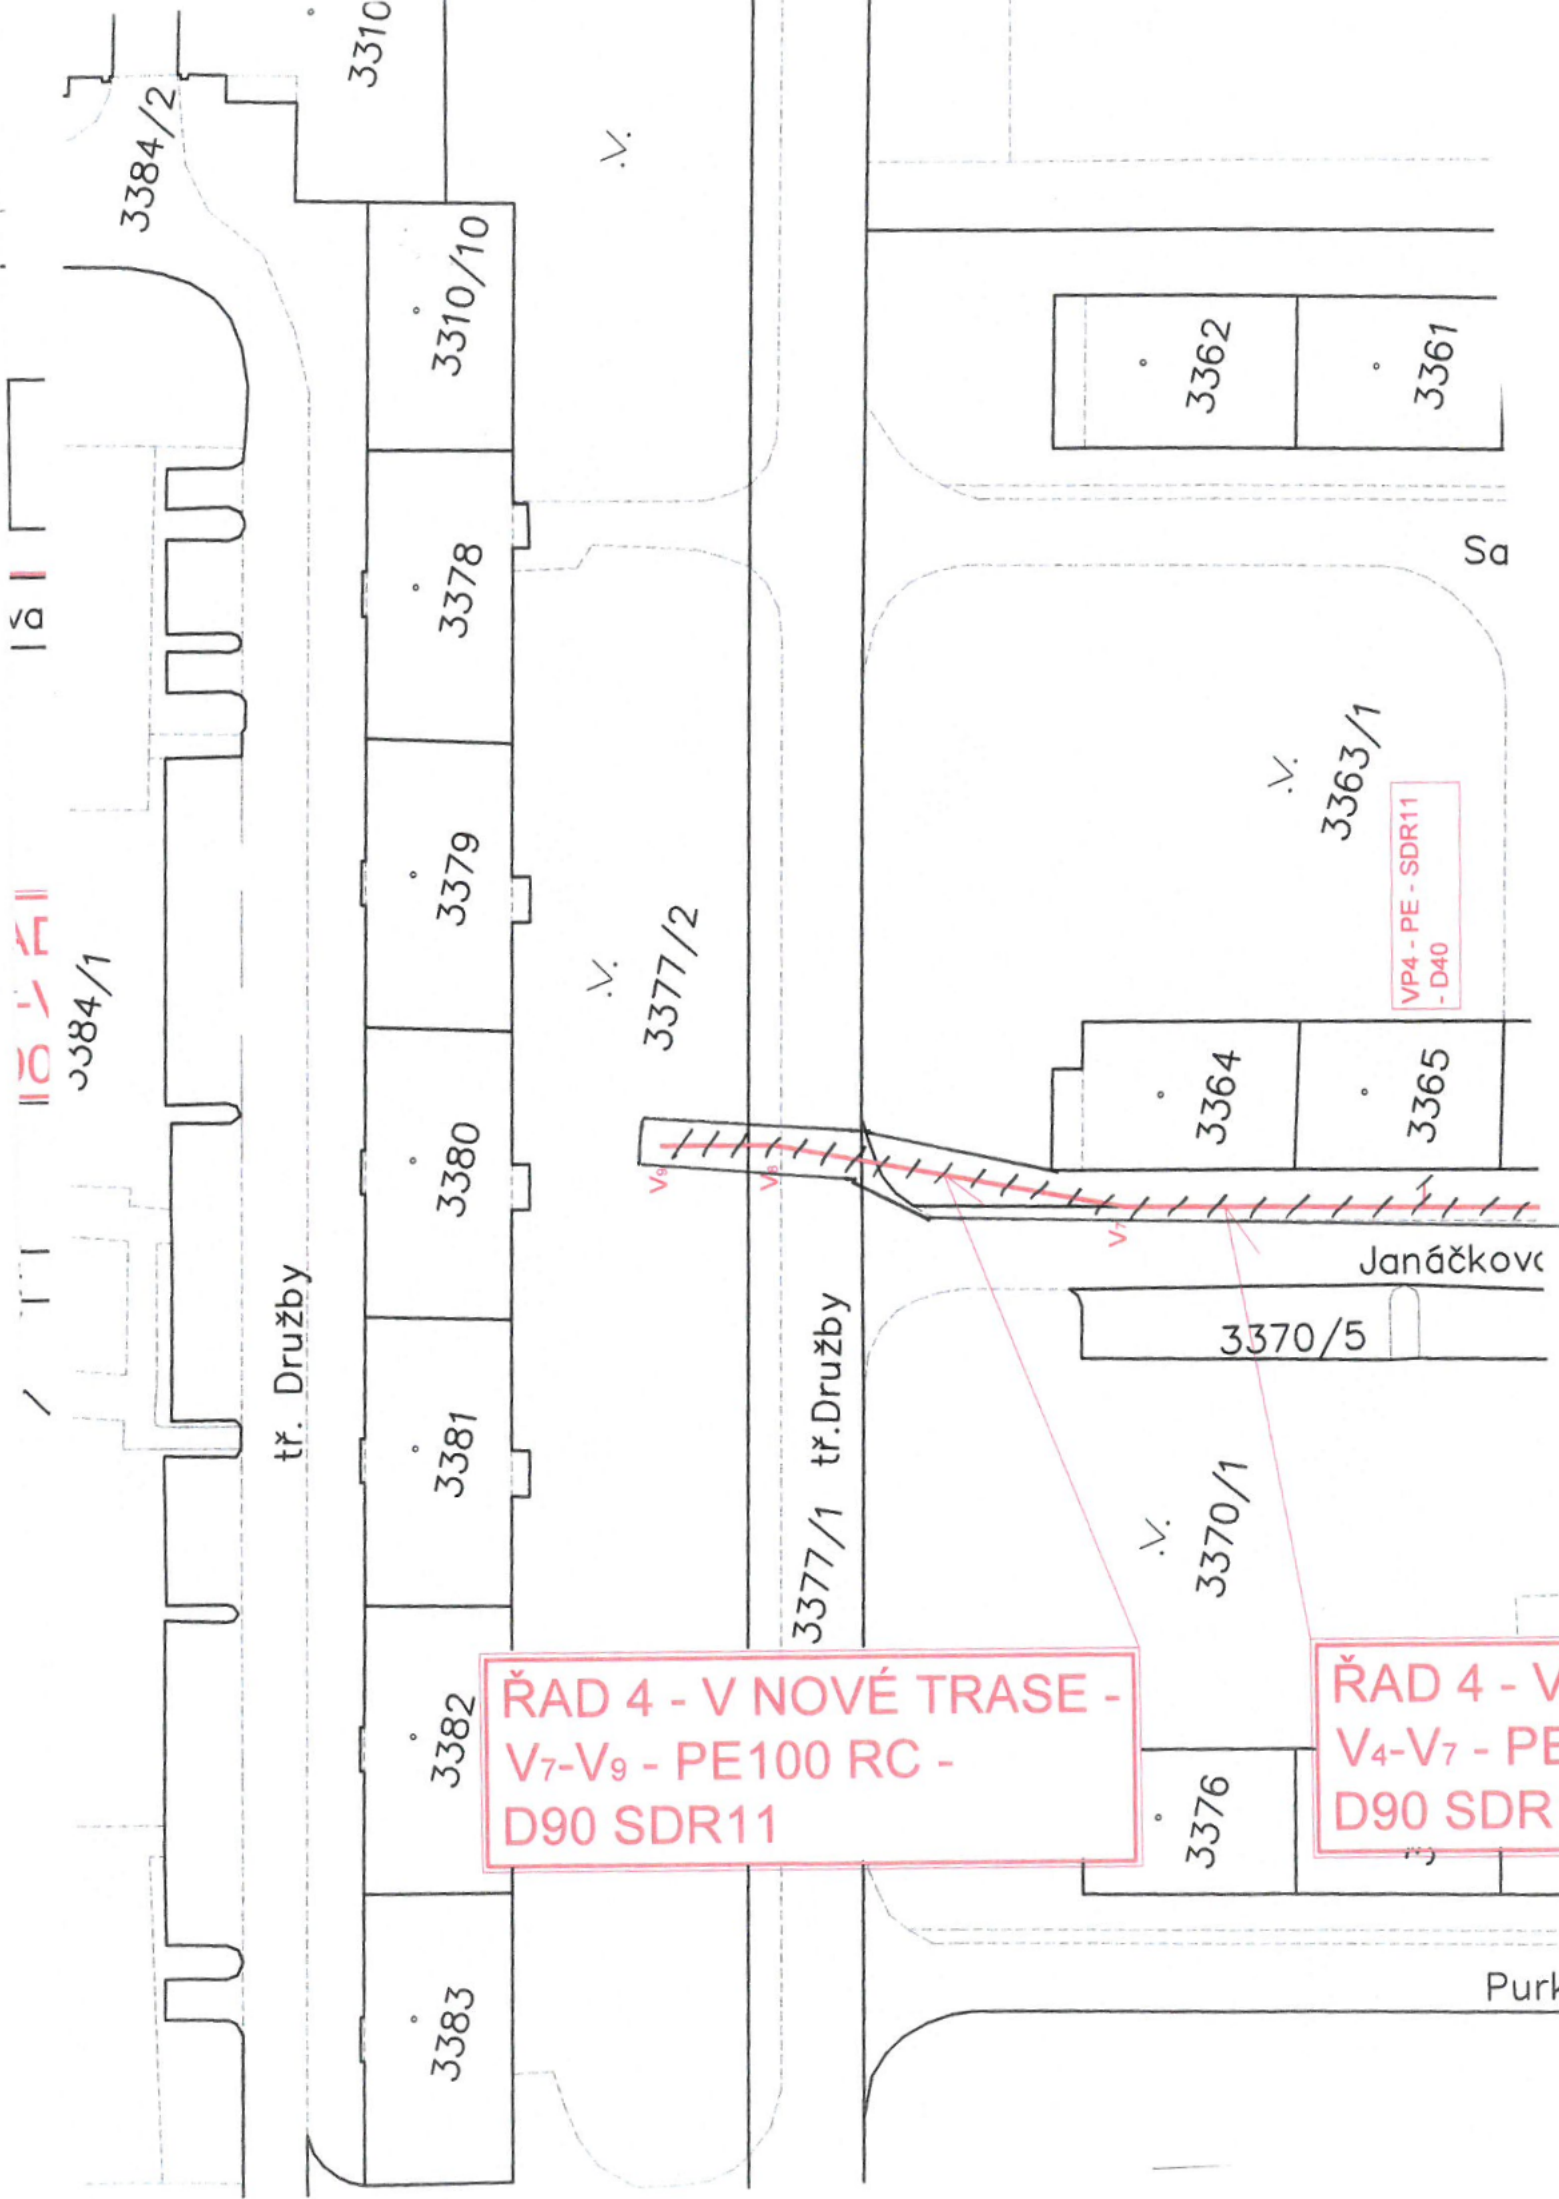 3310
3384/2
.V.
3310/10
3362
3361
3378
Sa
3363/1
.V.
VP4 - PE - SDR11
- D40
3379
3377/2
.V.
3384/1
3364
3365
3380
V9
V8
V7
Janáčkova
3370/5
tř. Družby
tř.Družby
3381
3377/1
.V.
3370/1
ŘAD 4 - V NOVÉ TRASE -
V7-V9 - PE100 RC -
D90 SDR11
ŘAD 4 - V
V4-V7 - PE
D90 SDR
3382
3376
Purk
3383